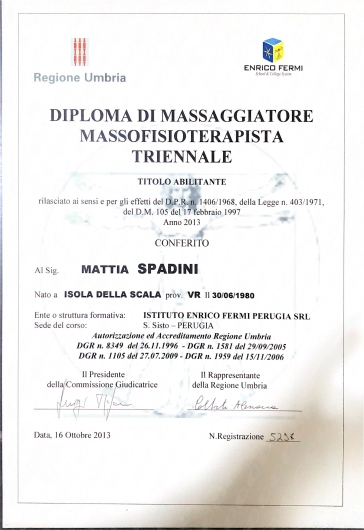 Regione Umbria
ENRICO FERMI
School & College System
DIPLOMA DI MASSAGGIATORE
MASSOFISIOTERAPISTA
TRIENNALE
TITOLO ABILITANTE
rilasciato ai sensi e per gli effetti del D.P.R. n. 1406/1968, della Legge n. 403/1971,
del D.M. 105 del 17 febbraio 1997
Anno 2013
CONFERITO
Al Sig. MATTIA SPADINI
Nato a ISOLA DELLA SCALA prov. VR Il 30/06/1980
Ente o struttura formativa: ISTITUTO ENRICO FERMI PERUGIA SRL
Sede del corso: S. Sisto – PERUGIA
Autorizzazione ed Accreditamento Regione Umbria
DGR n. 8349 del 26.11.1996 - DGR n. 1581 del 29/09/2005
DGR n. 1105 del 27.07.2009 - DGR n. 1959 del 15/11/2006
Il Presidente
della Commissione Giudicatrice
Il Rappresentante
della Regione Umbria
Data, 16 Ottobre 2013
N.Registrazione 5236